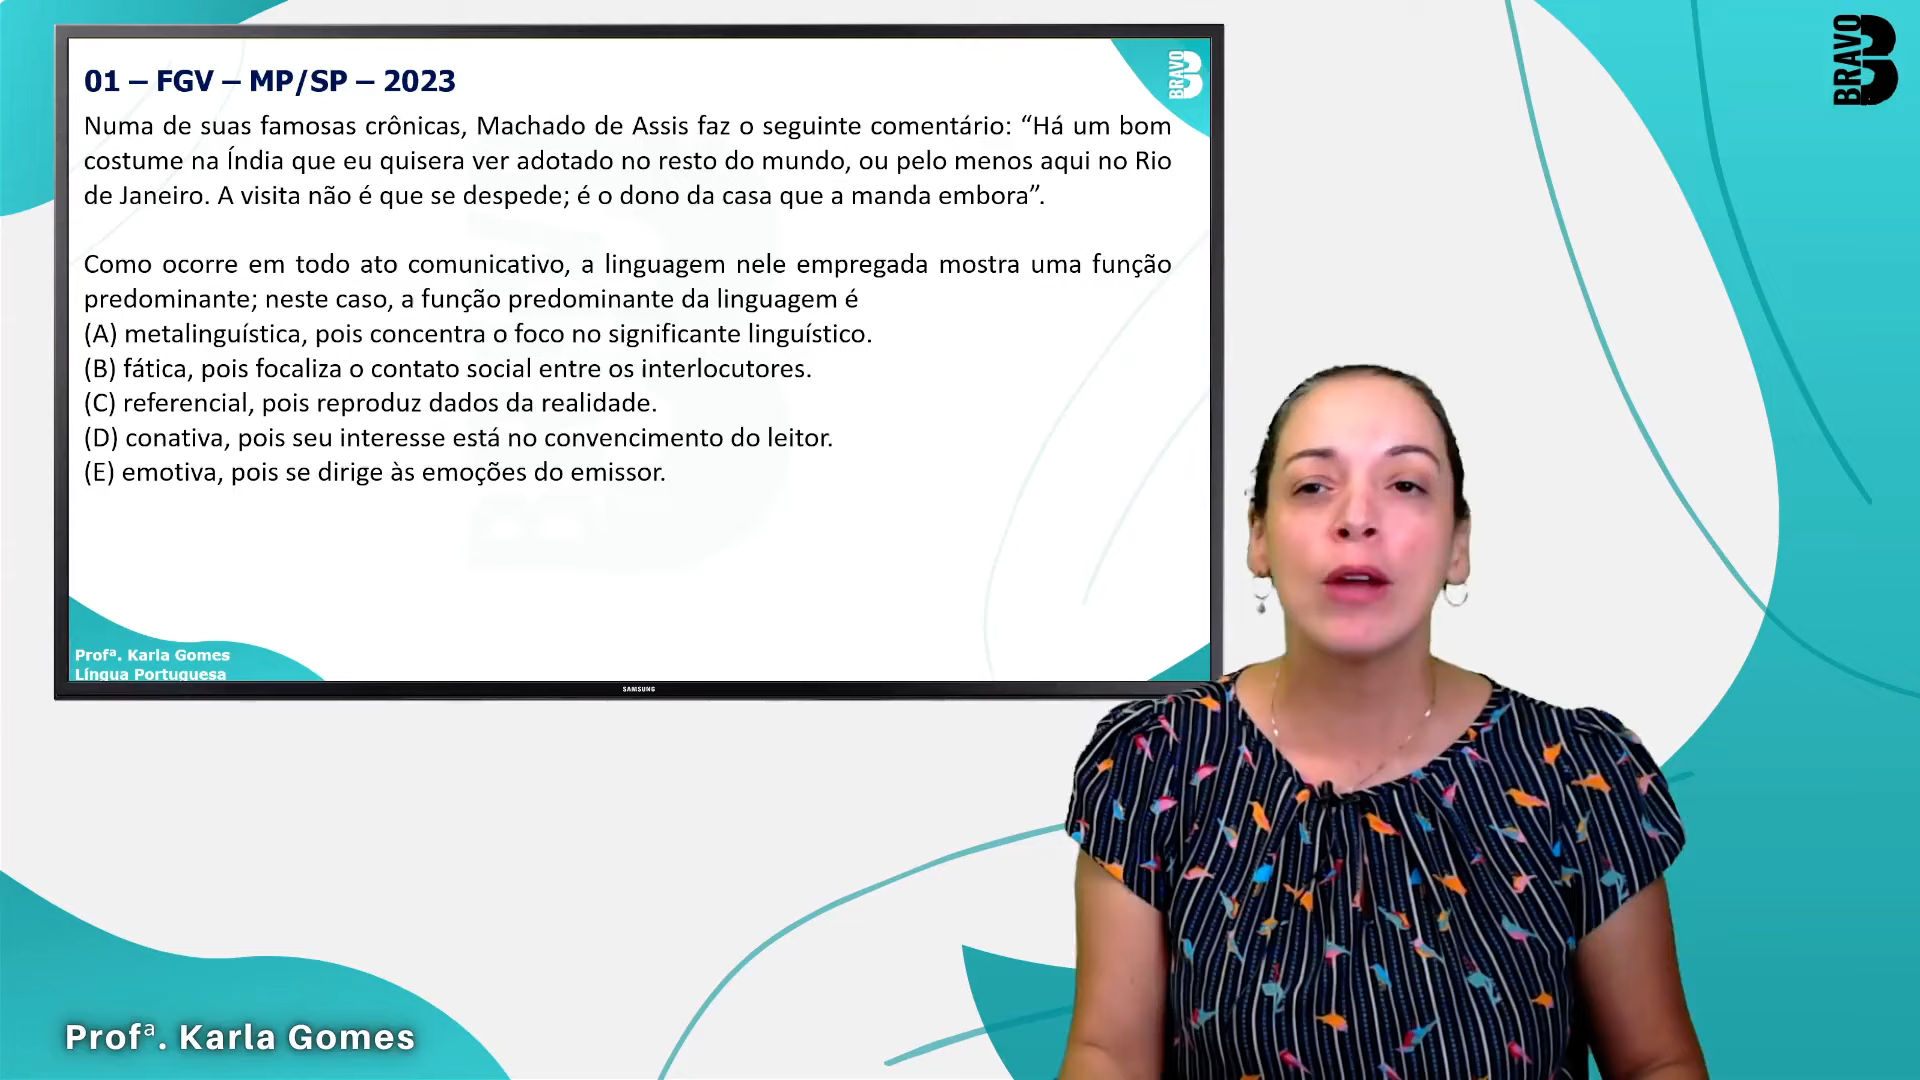 BRAVO
BRAVO
01 – FGV – MP/SP – 2023
Numa de suas famosas crônicas, Machado de Assis faz o seguinte comentário: “Há um bom
costume na Índia que eu quisera ver adotado no resto do mundo, ou pelo menos aqui no Rio
de Janeiro. A visita não é que se despede; é o dono da casa que a manda embora”.
Como ocorre em todo ato comunicativo, a linguagem nele empregada mostra uma função
predominante; neste caso, a função predominante da linguagem é
(A) metalinguística, pois concentra o foco no significante linguístico.
(B) fática, pois focaliza o contato social entre os interlocutores.
(C) referencial, pois reproduz dados da realidade.
(D) conativa, pois seu interesse está no convencimento do leitor.
(E) emotiva, pois se dirige às emoções do emissor.
Profª. Karla Gomes
Língua Portuguesa
SAMSUNG
Profª. Karla Gomes